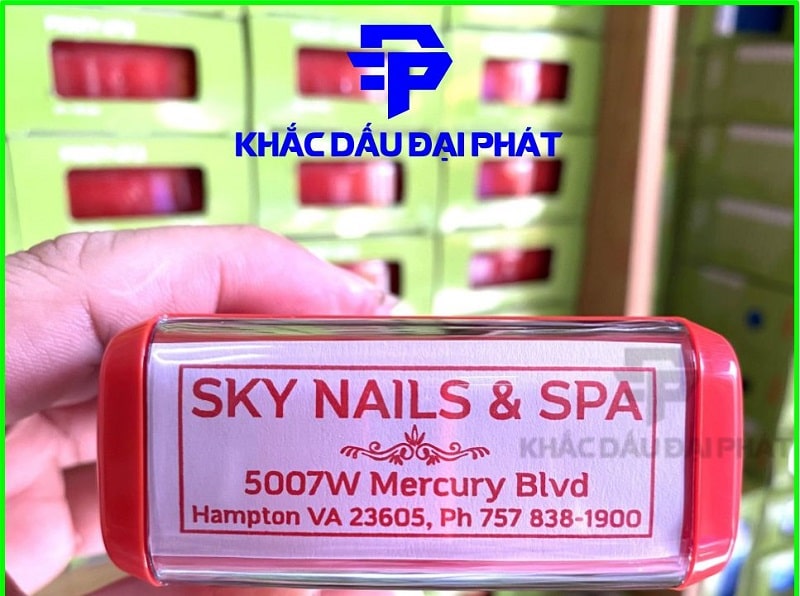 KHẮC DẤU ĐẠI PHÁT
SKY NAILS & SPA
KHẮC DẤU ĐẠI PHÁT
5007W Mercury Blvd
Hampton VA 23605, Ph 757 838-1900